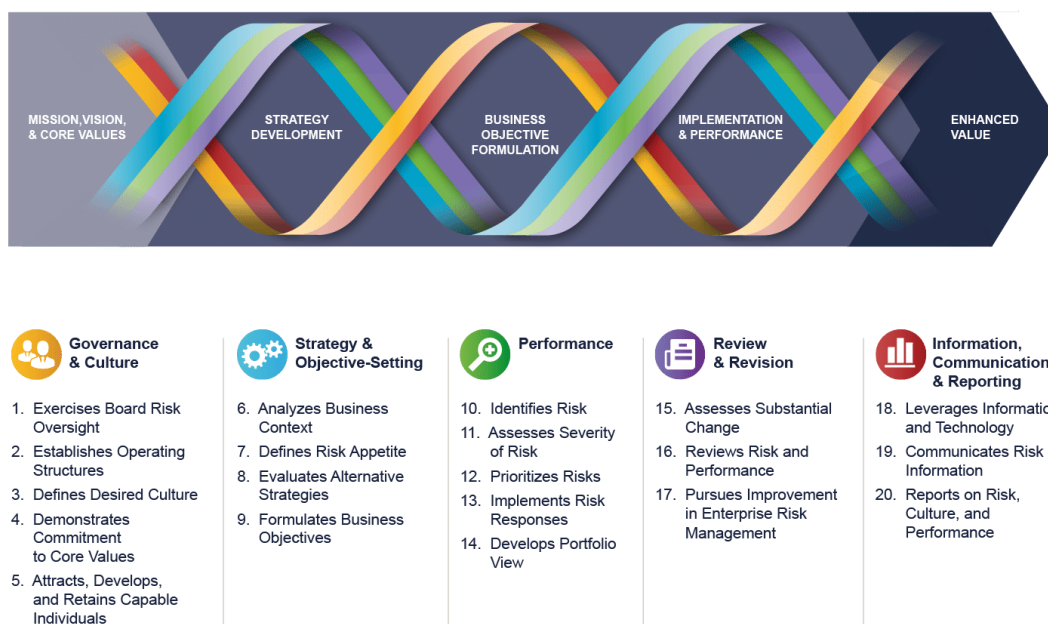 MISSION,VISION,
& CORE VALUES
STRATEGY
DEVELOPMENT
BUSINESS
OBJECTIVE
FORMULATION
IMPLEMENTATION
& PERFORMANCE
ENHANCED
VALUE
Governance
& Culture
1. Exercises Board Risk
Oversight
2. Establishes Operating
Structures
3. Defines Desired Culture
4. Demonstrates
Commitment
to Core Values
5. Attracts, Develops,
and Retains Capable
Individuals
Strategy &
Objective-Setting
6. Analyzes Business
Context
7. Defines Risk Appetite
8. Evaluates Alternative
Strategies
9. Formulates Business
Objectives
Performance
10. Identifies Risk
11. Assesses Severity
of Risk
12. Prioritizes Risks
13. Implements Risk
Responses
14. Develops Portfolio
View
Review
& Revision
15. Assesses Substantial
Change
16. Reviews Risk and
Performance
17. Pursues Improvement
in Enterprise Risk
Management
Information,
Communication
& Reporting
18. Leverages Informatio
and Technology
19. Communicates Risk
Information
20. Reports on Risk,
Culture, and
Performance